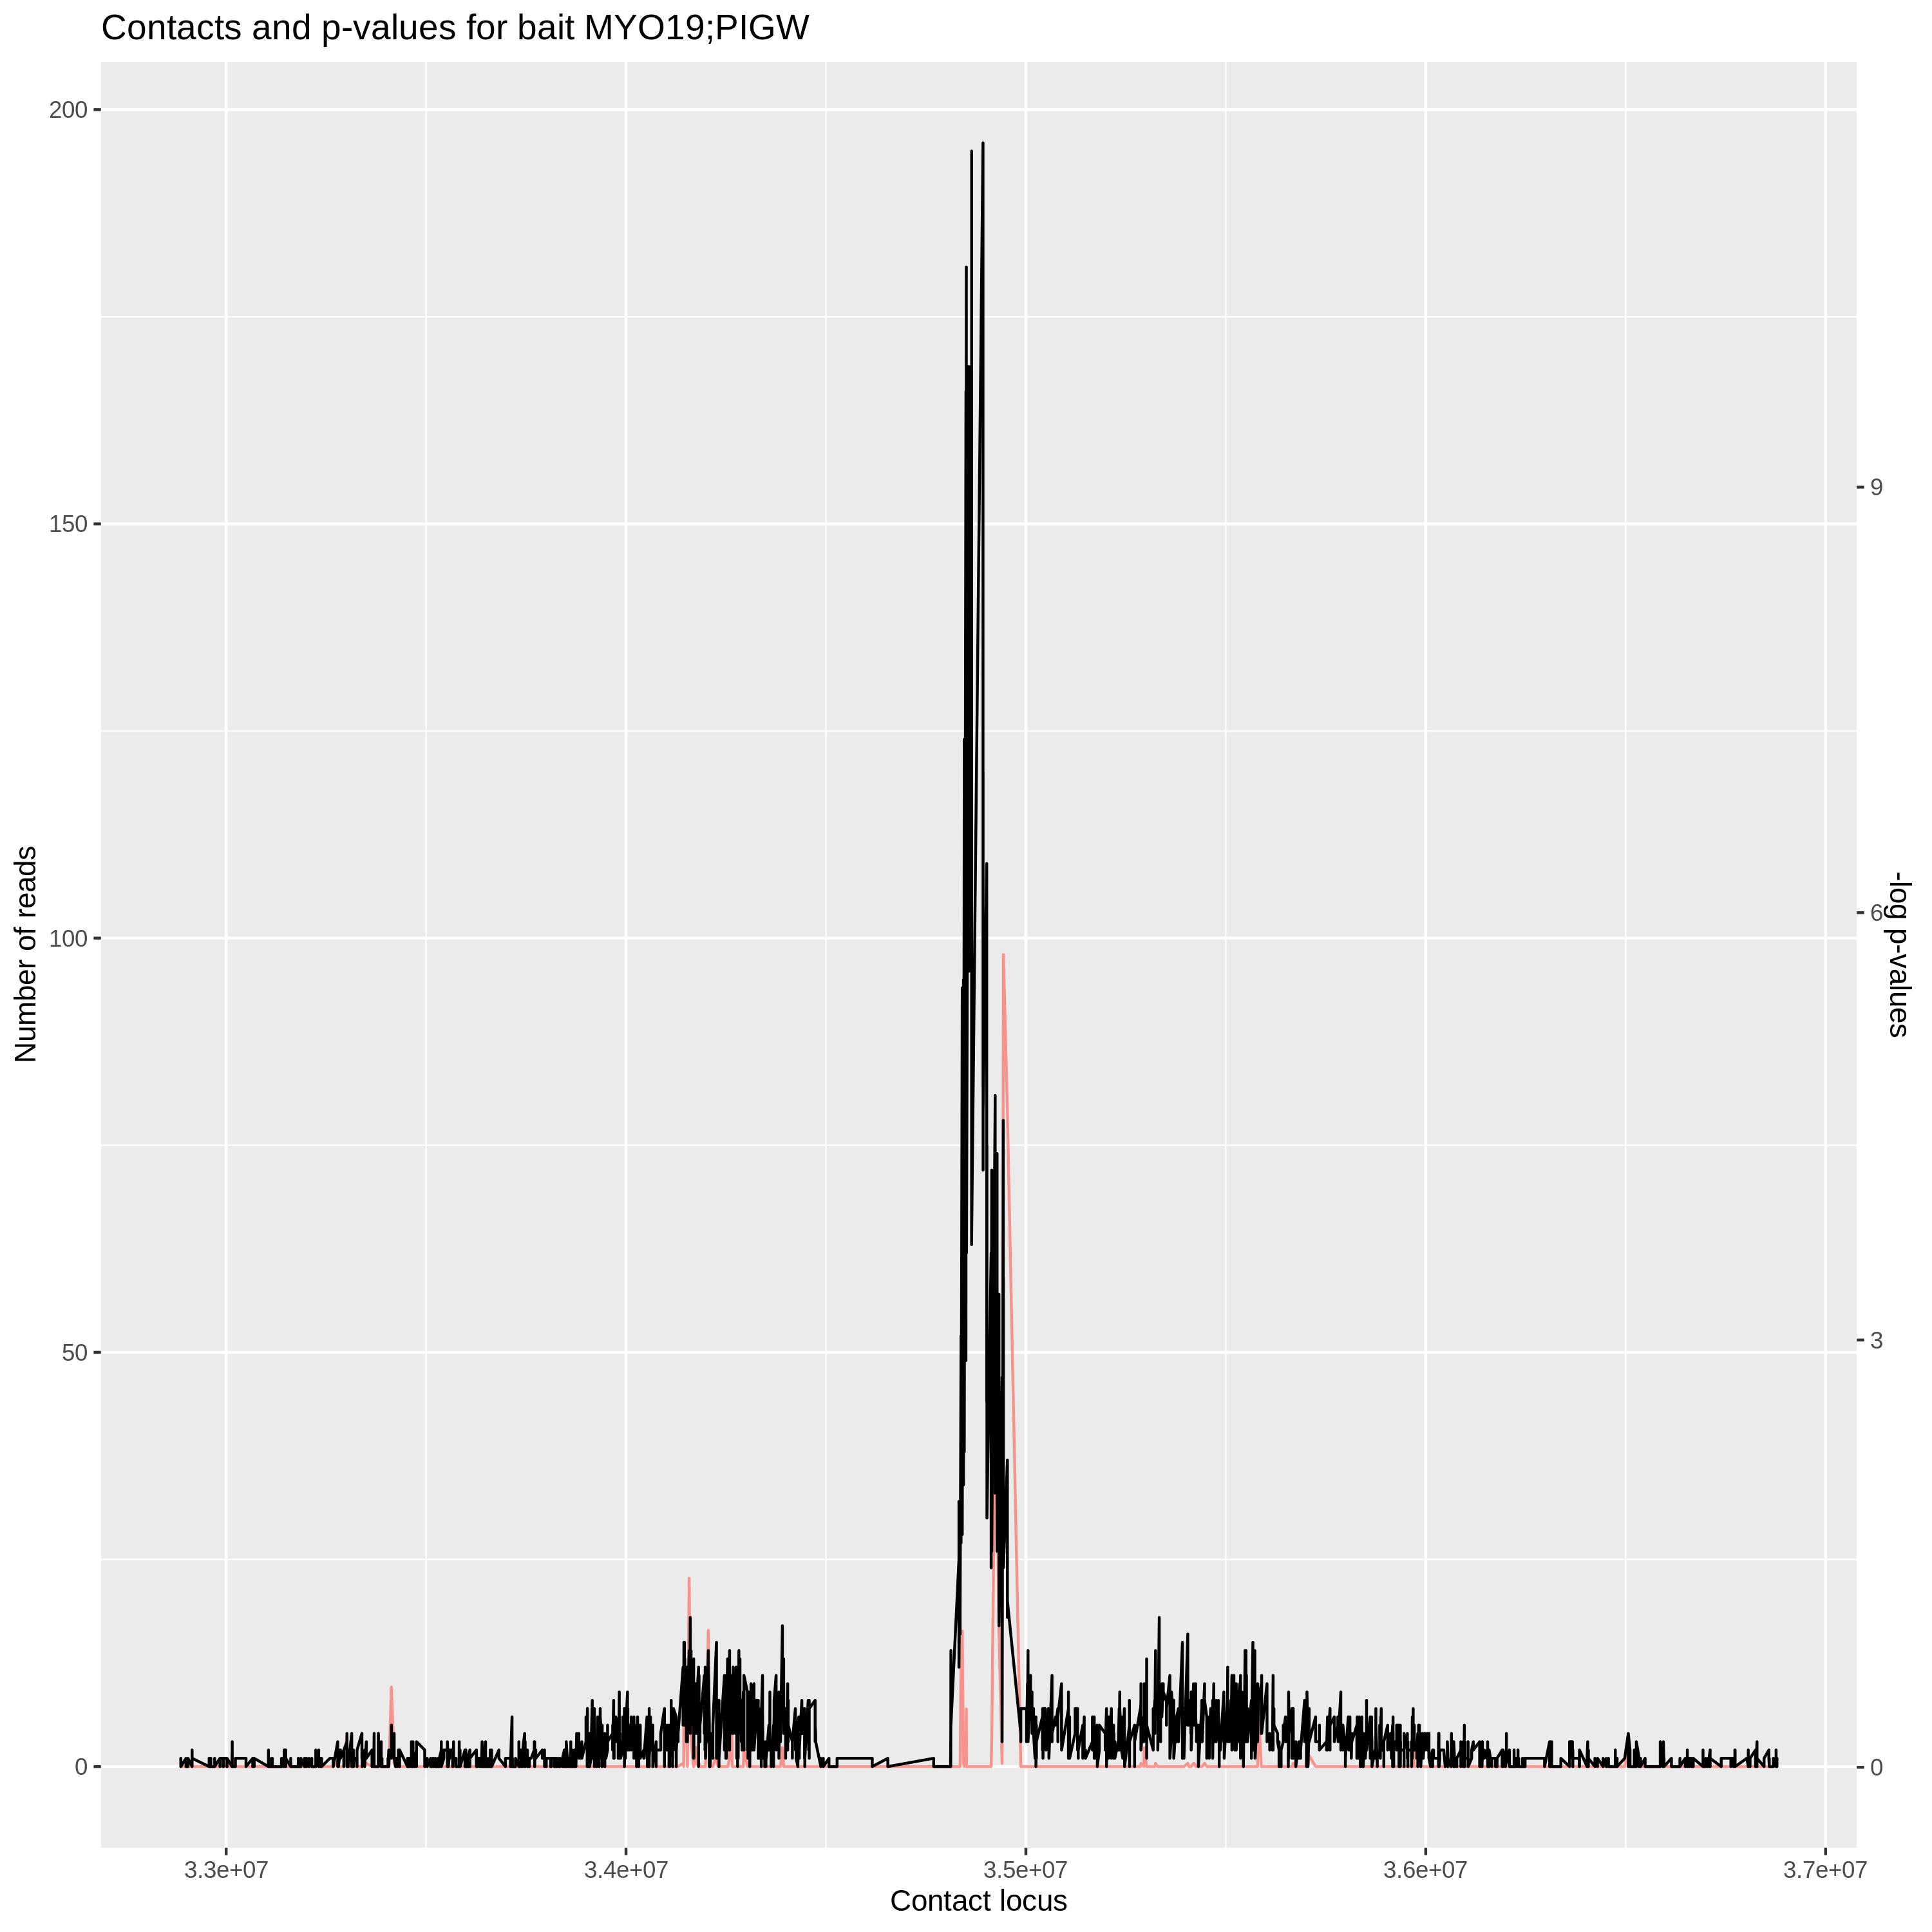 Contacts and p-values for bait MYO19;PIGW
200
150
100
50
0
Number of reads
9
6
3
0
-log p-values
3.3e+07
3.4e+07
3.5e+07
3.6e+07
3.7e+07
Contact locus